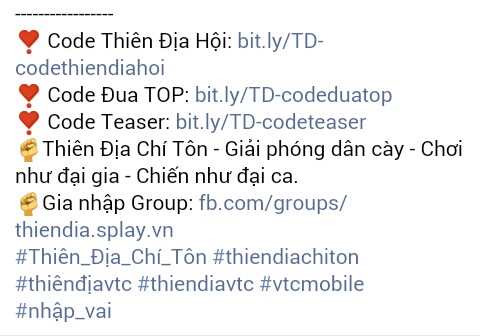 -----------------
❣ Code Thiên Địa Hội: bit.ly/TD-
codethiendiahoi
❣ Code Đua TOP: bit.ly/TD-codeduatop
❣ Code Teaser: bit.ly/TD-codeteaser
✊Thiên Địa Chí Tôn - Giải phóng dân cày - Chơi
như đại gia - Chiến như đại ca.
✊Gia nhập Group: fb.com/groups/
thiendia.splay.vn
#Thiên_Địa_Chí_Tôn #thiendiachiton
#thiênđịavtc #thiendiavtc #vtcmobile
#nhập_vai